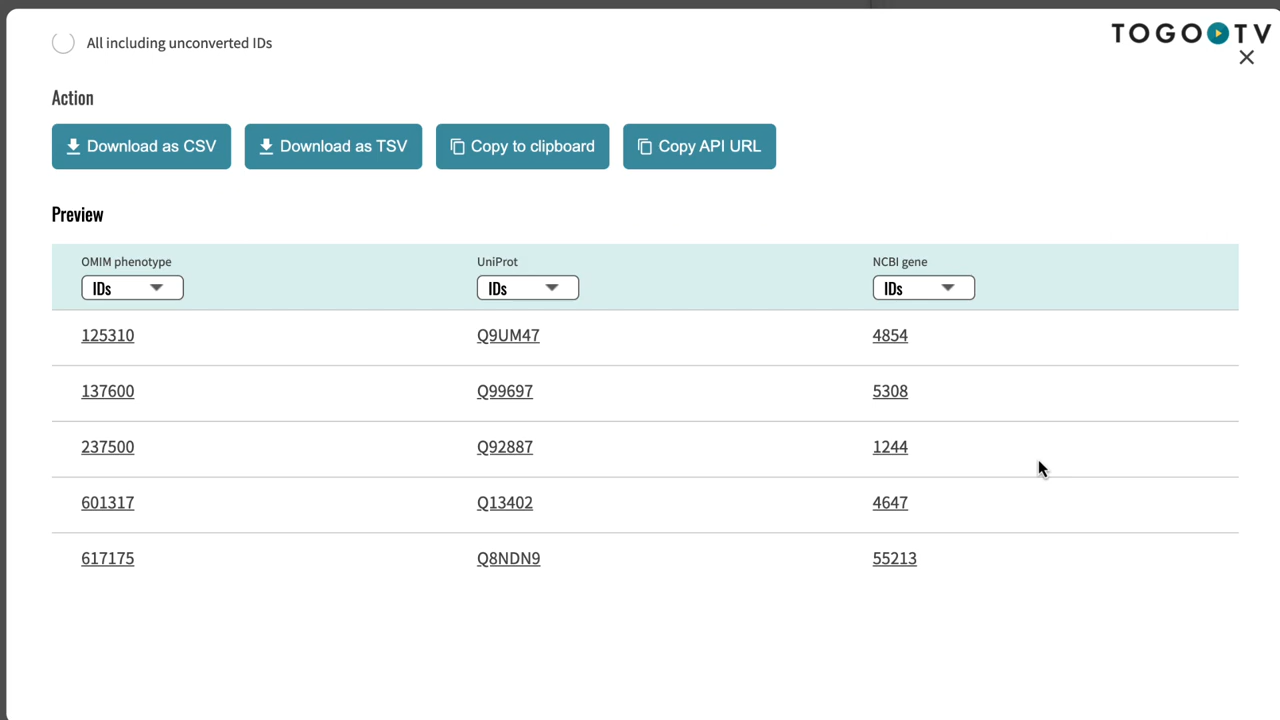 TOGO TV
All including unconverted IDs
Action
Download as CSV Download as TSV Copy to clipboard Copy API URL
Preview
OMIM phenotype UniProt NCBI gene
IDs IDs IDs
125310 Q9UM47 4854
137600 Q99697 5308
237500 Q92887 1244
601317 Q13402 4647
617175 Q8NDN9 55213